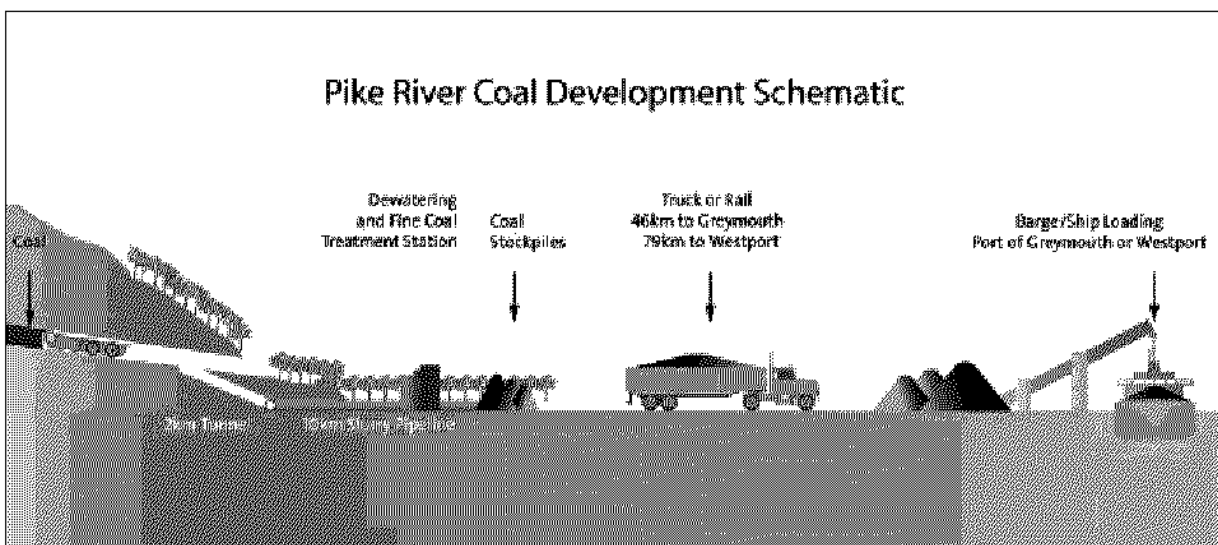 Pike River Coal Development Schematic
Coal
Dewatering
and Fine Coal
Treatment Station
Coal
Stockpiles
Truck or Rail
46km to Greymouth
79km to Westport
Barge/Ship Loading
Port of Greymouth or Westport
2km Tunnel
10km Slurry Pipeline